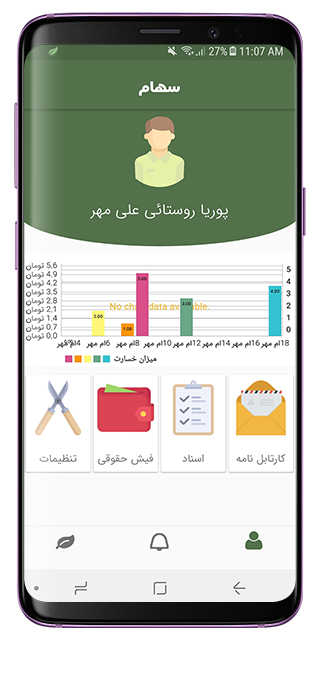 27% 11:07 AM
سهام
پوریا روستائی علی مهر
5.6 تومان
4.9 تومان
4.2 تومان
3.5 تومان
2.8 تومان
2.1 تومان
1.4 تومان
0.7 تومان
0.0 تومان
5
4
3
2
1
0
No chart data available.
2.00
1.00
5.00
3.00
4.00
6ام مهر 8ام مهر 10ام مهر 12ام مهر 14ام مهر 16ام مهر 18ام مهر
میزان خسارت
کارتابل نامه
اسناد
فیش حقوقی
تنظیمات